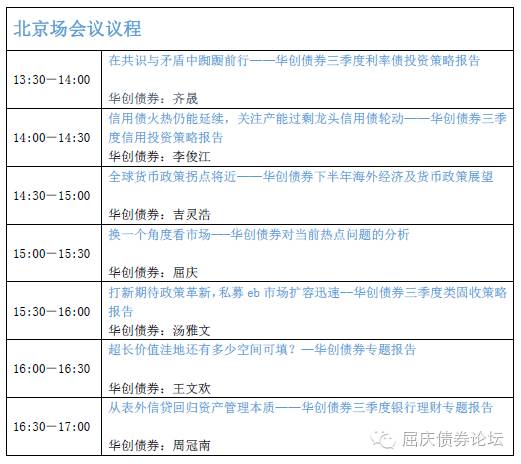 北京场会议议程
13:30—14:00
在共识与矛盾中踟蹰前行——华创债券三季度利率债投资策略报告
华创债券：齐晟
14:00—14:30
信用债火热仍能延续，关注产能过剩龙头信用债轮动——华创债券三季
度信用投资策略报告
华创债券：李俊江
14:30—15:00
全球货币政策拐点将近——华创债券下半年海外经济及货币政策展望
华创债券：吉灵浩
15:00—15:30
换一个角度看市场——华创债券对当前热点问题的分析
华创债券：屈庆
15:30—16:00
打新期待政策革新，私募eb市场扩容迅速--华创债券三季度类固收策略
报告
华创债券：汤雅文
16:00—16:30
超长价值洼地还有多少空间可填？—华创债券专题报告
华创债券：王文欢
16:30—17:00
从表外信贷回归资产管理本质——华创债券三季度银行理财专题报告
华创债券：周冠南
屈庆债券论坛